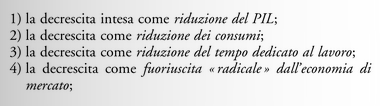 1) la decrescita intesa come riduzione del PIL;
2) la decrescita come riduzione dei consumi;
3) la decrescita come riduzione del tempo dedicato al lavoro;
4) la decrescita come fuoriuscita «radicale» dall'economia di
mercato;